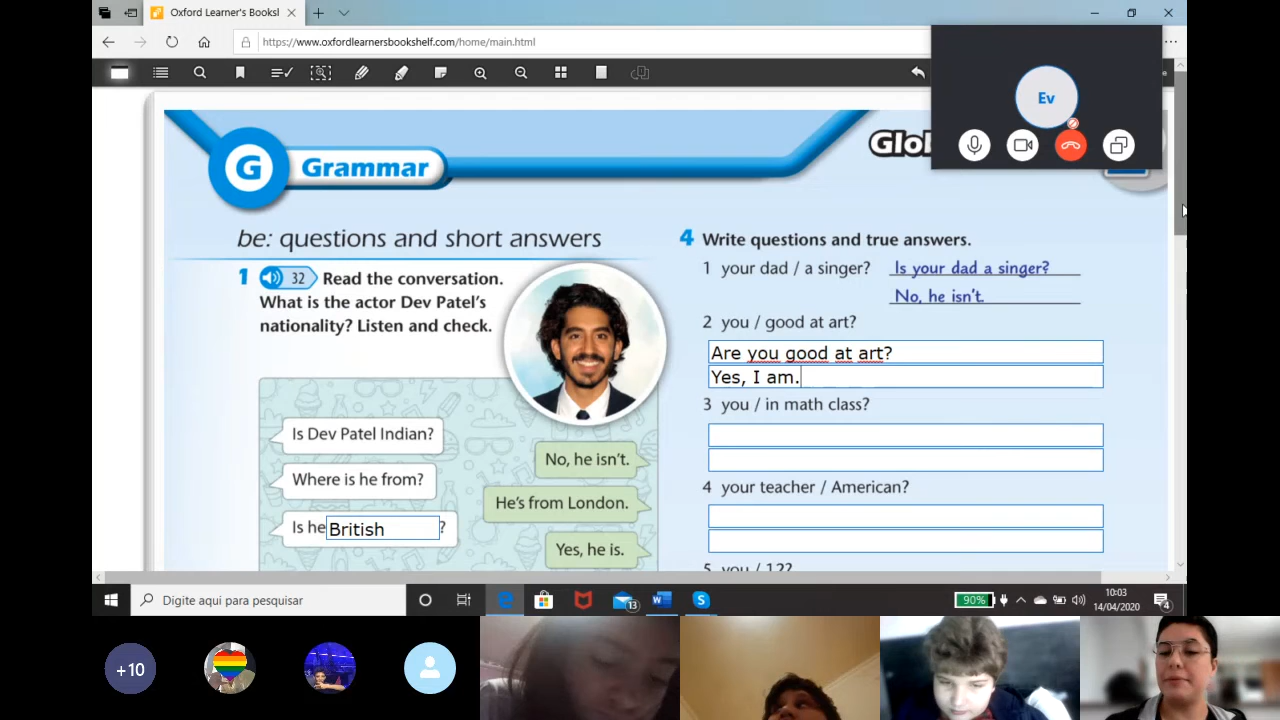 Oxford Learner's Booksl
https://www.oxfordlearnersbookshelf.com/home/main.html
Ev
G Grammar
Glo
be: questions and short answers
1 32 Read the conversation.
What is the actor Dev Patel's
nationality? Listen and check.
Is Dev Patel Indian?
No, he isn't.
Where is he from?
He's from London.
Is he British ?
Yes, he is.
4 Write questions and true answers.
1 your dad / a singer? Is your dad a singer?
No, he isn't.
2 you / good at art?
Are you good at art?
Yes, I am.
3 you / in math class?
4 your teacher / American?
5 you / 12?
Digite aqui para pesquisar
13
90%
10:03
14/04/2020
4
+10